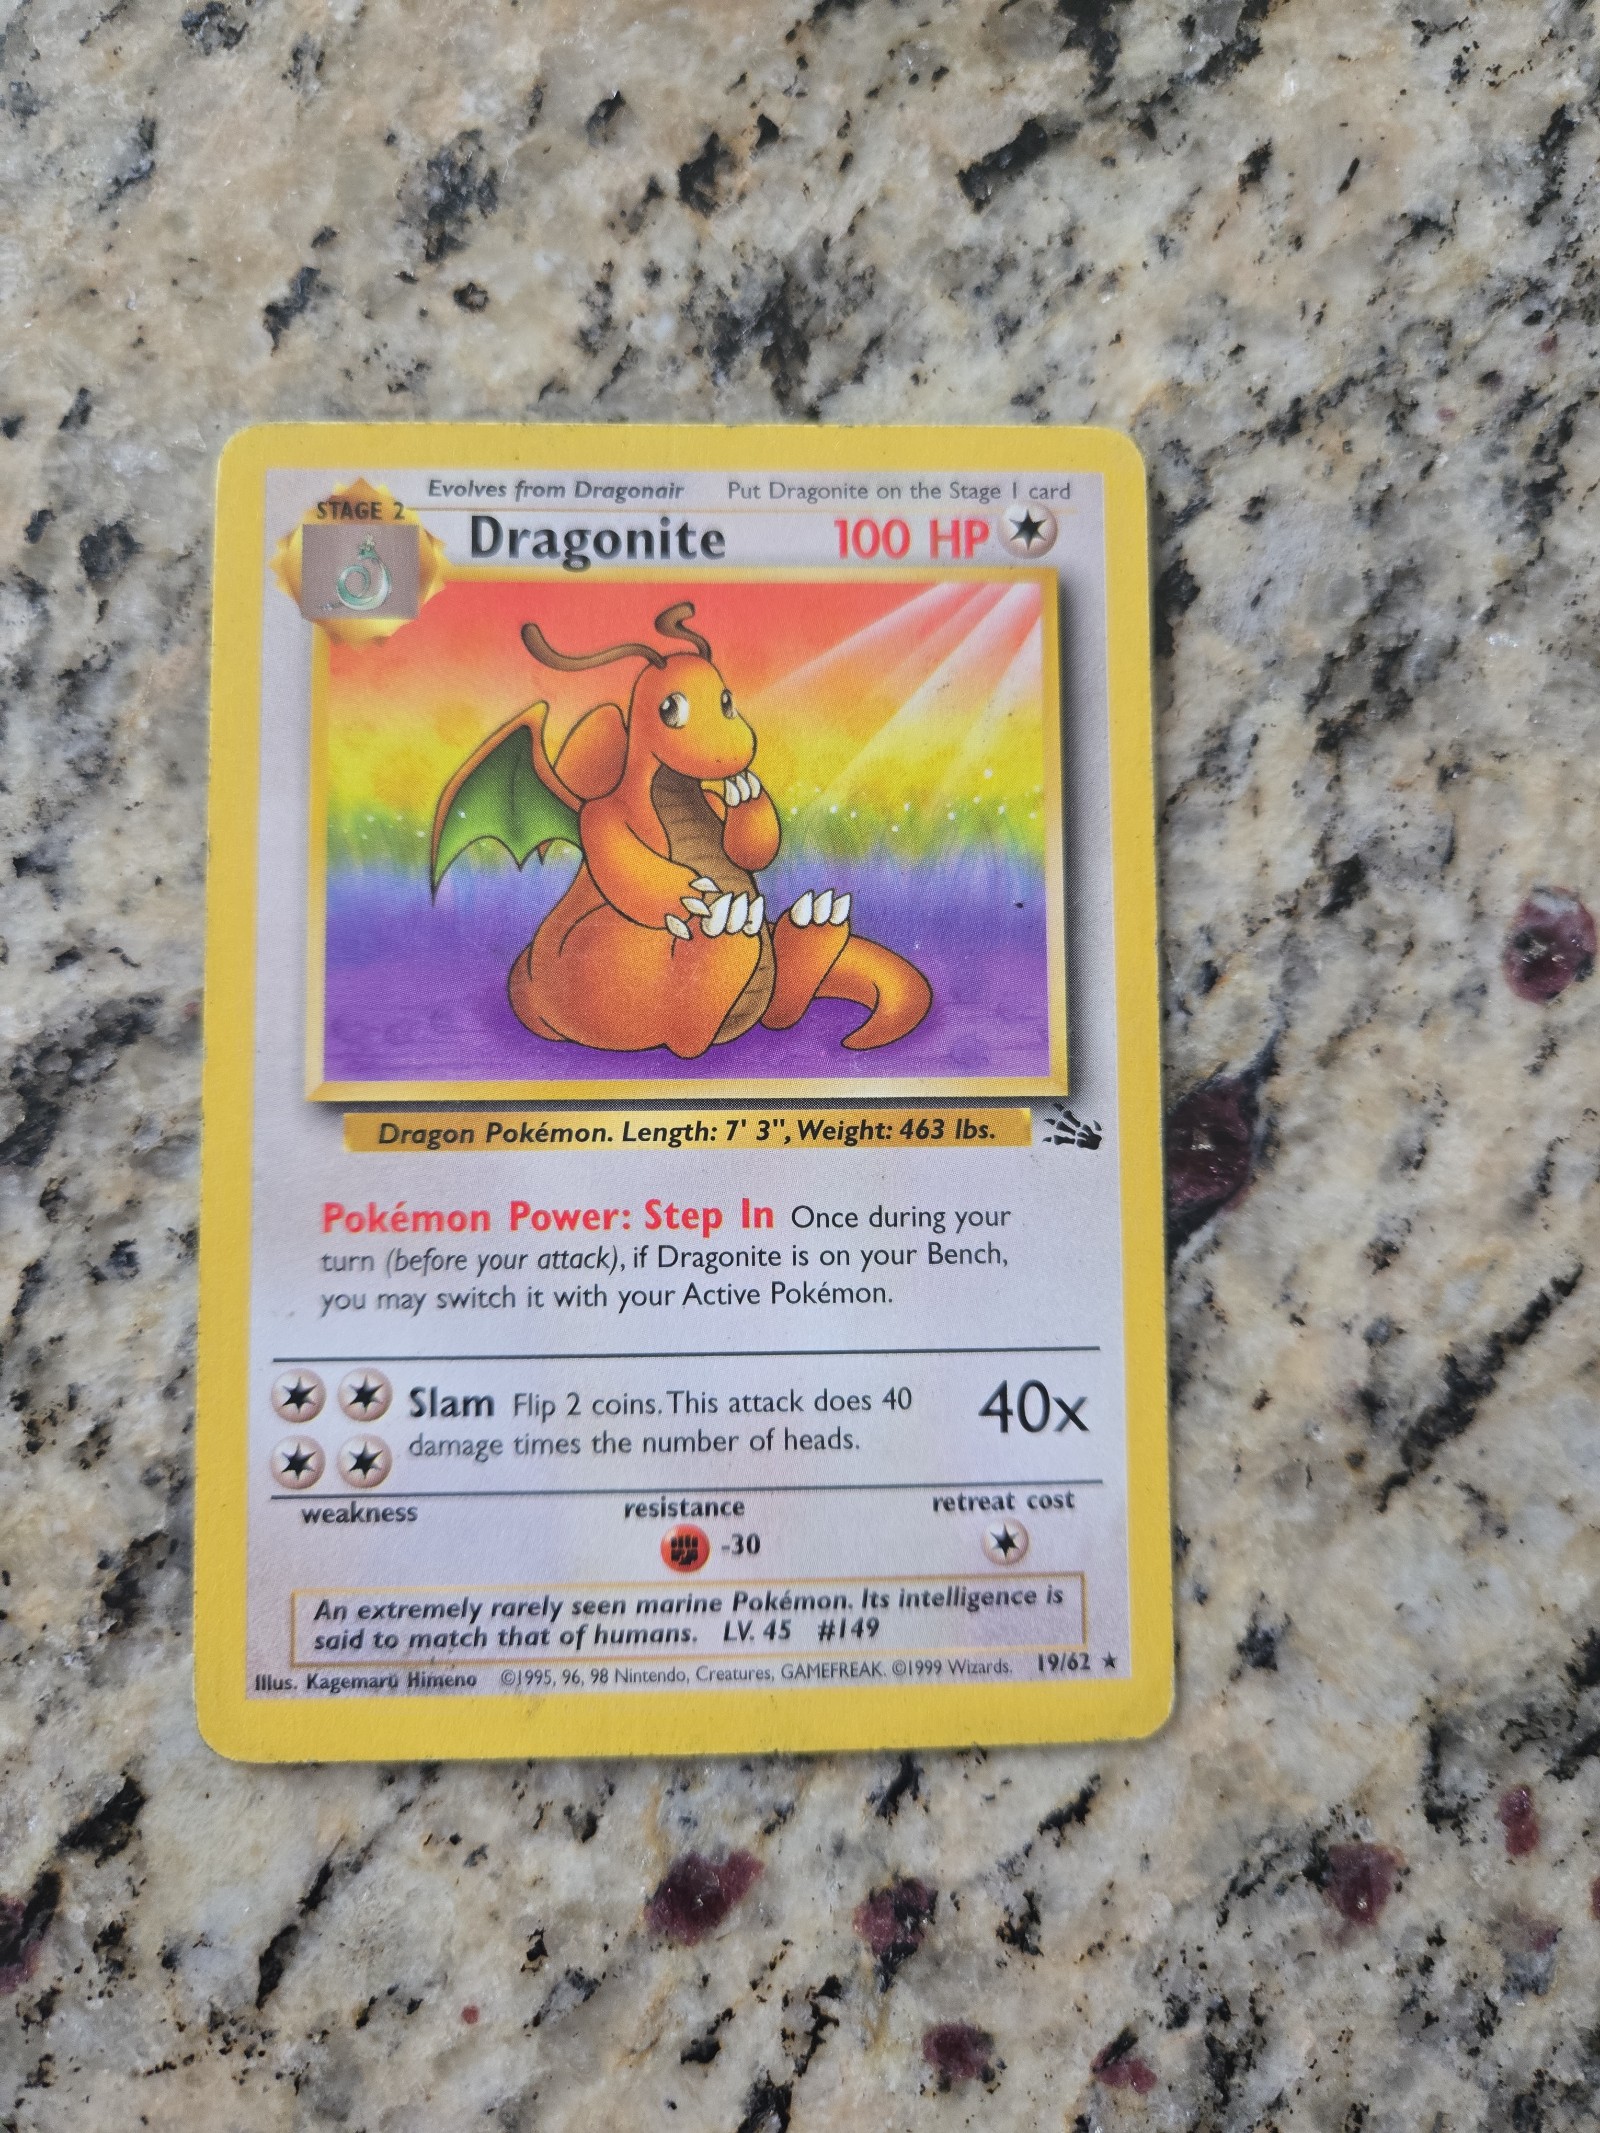 Evolves from Dragonair Put Dragonite on the Stage 1 card
STAGE 2
Dragonite 100 HP
Dragon Pokémon. Length: 7' 3", Weight: 463 lbs.
Pokémon Power: Step In Once during your
turn (before your attack), if Dragonite is on your Bench,
you may switch it with your Active Pokémon.
Slam Flip 2 coins. This attack does 40
damage times the number of heads.
40x
weakness resistance retreat cost
-30
An extremely rarely seen marine Pokémon. Its intelligence is
said to match that of humans. LV. 45 #149
Illus. Kagemaru Himeno ©1995, 96, 98 Nintendo, Creatures, GAMEFREAK. ©1999 Wizards. 19/62 ★